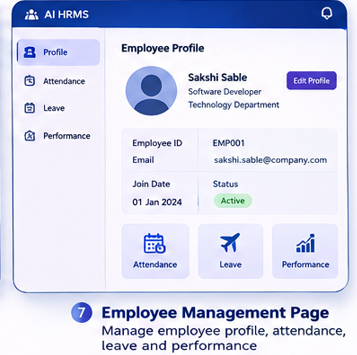 AI HRMS
Profile
Attendance
Leave
Performance
Employee Profile
Sakshi Sable
Software Developer
Technology Department
Edit Profile
Employee ID EMP001
Email sakshi.sable@company.com
Join Date Status
01 Jan 2024 Active
Attendance Leave Performance
7 Employee Management Page
Manage employee profile, attendance,
leave and performance